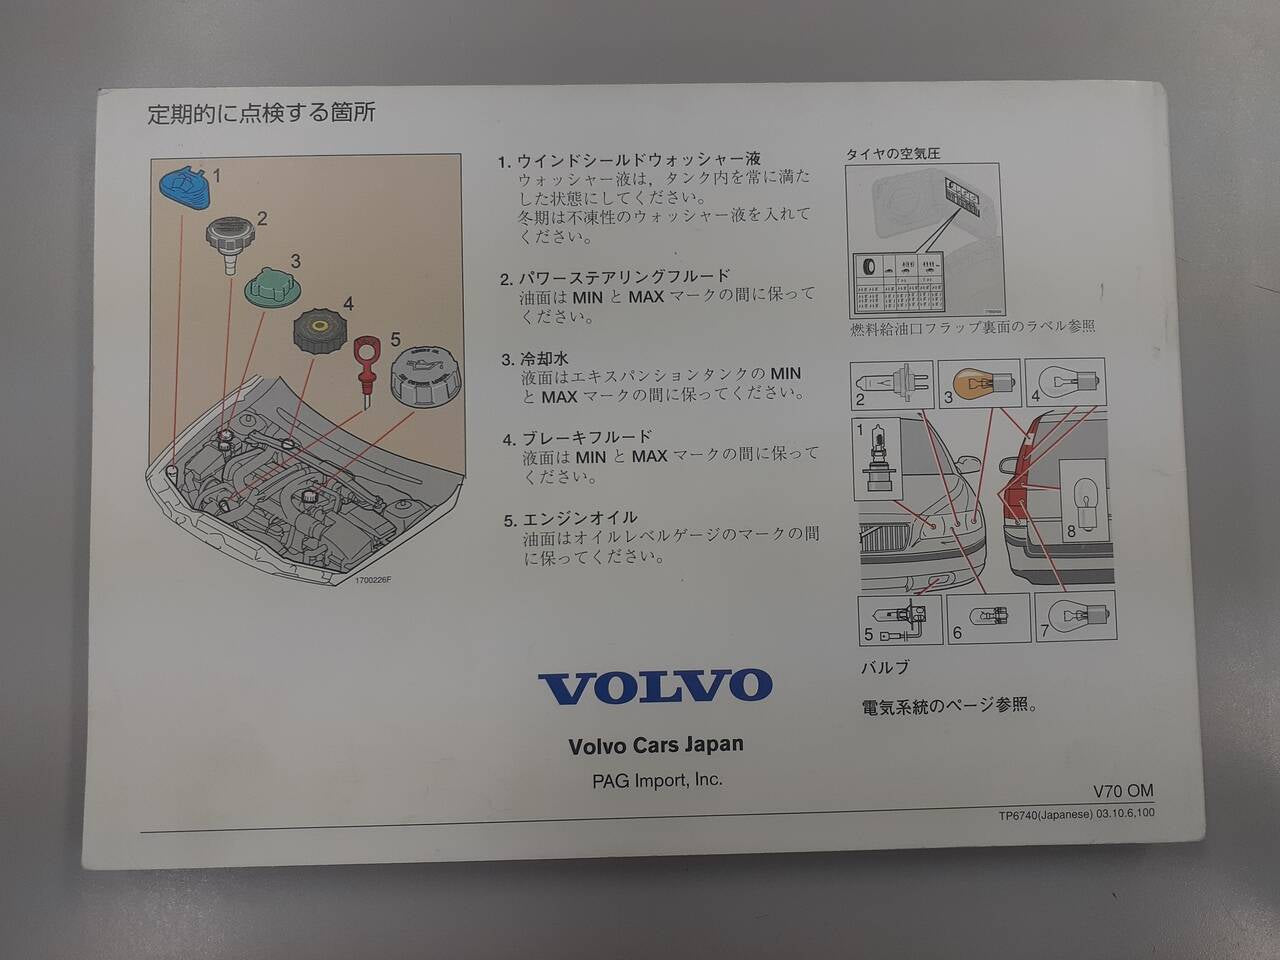 定期的に点検する箇所
1
2
3
4
5
1700226F
1. ウインドシールドウォッシャー液
ウォッシャー液は，タンク内を常に満た
した状態にしてください。
冬期は不凍性のウォッシャー液を入れて
ください。
2. パワーステアリングフルード
油面は MIN と MAX マークの間に保って
ください。
3. 冷却水
液面はエキスパンションタンクの MIN
と MAX マークの間に保ってください。
4. ブレーキフルード
液面は MIN と MAX マークの間に保って
ください。
5. エンジンオイル
油面はオイルレベルゲージのマークの間
に保ってください。
タイヤの空気圧
燃料給油口フラップ裏面のラベル参照
2
3
4
1
8
5
6
7
バルブ
電気系統のページ参照。
VOLVO
Volvo Cars Japan
PAG Import, Inc.
V70 OM
TP6740(Japanese) 03.10.6,100